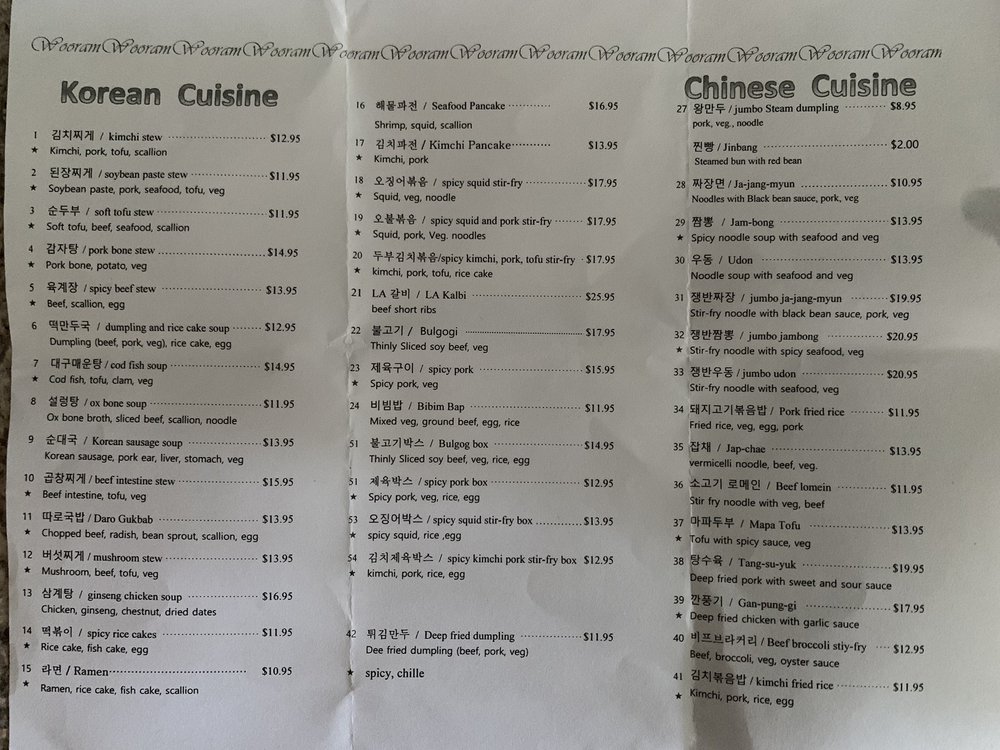 Wooram Wooram Wooram Wooram Wooram Wooram Wooram Wooram Wooram Wooram Wooram Wooram Wooram
Korean Cuisine
1 김치찌게 / kimchi stew ........ $12.95
★ Kimchi, pork, tofu, scallion
2 된장찌게 / soybean paste stew ........ $11.95
★ Soybean paste, pork, seafood, tofu, veg
3 순두부 / soft tofu stew ........ $11.95
★ Soft tofu, beef, seafood, scallion
4 감자탕 / pork bone stew ........ $14.95
★ Pork bone, potato, veg
5 육계장 / spicy beef stew ........ $13.95
★ Beef, scallion, egg
6 떡만두국 / dumpling and rice cake soup ........ $12.95
Dumpling (beef, pork, veg), rice cake, egg
7 대구매운탕 / cod fish soup ........ $14.95
★ Cod fish, tofu, clam, veg
8 설렁탕 / ox bone soup ........ $11.95
Ox bone broth, sliced beef, scallion, noodle
9 순대국 / Korean sausage soup ........ $13.95
Korean sausage, pork ear, liver, stomach, veg
10 곱창찌게 / beef intestine stew ........ $15.95
★ Beef intestine, tofu, veg
11 따로국밥 / Daro Gukbab ........ $13.95
★ Chopped beef, radish, bean sprout, scallion, egg
12 버섯찌게 / mushroom stew ........ $13.95
★ Mushroom, beef, tofu, veg
13 삼계탕 / ginseng chicken soup ........ $16.95
Chicken, ginseng, chestnut, dried dates
14 떡볶이 / spicy rice cakes ........ $11.95
★ Rice cake, fish cake, egg
15 라면 / Ramen ........ $10.95
★ Ramen, rice cake, fish cake, scallion
16 해물파전 / Seafood Pancake ........ $16.95
Shrimp, squid, scallion
17 김치파전 / Kimchi Pancake ........ $13.95
★ Kimchi, pork
18 오징어볶음 / spicy squid stir-fry ........ $17.95
★ Squid, veg, noodle
19 오불볶음 / spicy squid and pork stir-fry ........ $17.95
★ Squid, pork, Veg. noodles
20 두부김치볶음/spicy kimchi, pork, tofu stir-fry · $17.95
★ kimchi, pork, tofu, rice cake
21 LA 갈비 / LA Kalbi ........ $25.95
beef short ribs
22 불고기 / Bulgogi ........ $17.95
Thinly Sliced soy beef, veg
23 제육구이 / spicy pork ........ $15.95
★ Spicy pork, veg
24 비빔밥 / Bibim Bap ........ $11.95
Mixed veg, ground beef, egg, rice
51 불고기박스 / Bulgog box ........ $14.95
Thinly Sliced soy beef, veg, rice, egg
51 제육박스 / spicy pork box ........ $12.95
★ Spicy pork, veg, rice, egg
53 오징어박스 / spicy squid stir-fry box ........ $13.95
★ spicy squid, rice ,egg
54 김치제육박스 / spicy kimchi pork stir-fry box $12.95
★ kimchi, pork, rice, egg
42 튀김만두 / Deep fried dumpling ........ $11.95
Dee fried dumpling (beef, pork, veg)
★ spicy, chille
Chinese Cuisine
27 왕만두 / jumbo Steam dumpling ........ $8.95
pork, veg., noodle
찐빵 / Jinbang ........ $2.00
Steamed bun with red bean
28 짜장면 / Ja-jang-myun ........ $10.95
Noodles with Black bean sauce, pork, veg
29 짬뽕 / Jam-bong ........ $13.95
★ Spicy noodle soup with seafood and veg
30 우동 / Udon ........ $13.95
Noodle soup with seafood and veg
31 쟁반짜장 / jumbo ja-jang-myun ........ $19.95
Stir-fry noodle with black bean sauce, pork, veg
32 쟁반짬뽕 / jumbo jambong ........ $20.95
★ Stir-fry noodle with spicy seafood, veg
33 쟁반우동 / jumbo udon ........ $20.95
Stir-fry noodle with seafood, veg
34 돼지고기볶음밥 / Pork fried rice ........ $11.95
Fried rice, veg, egg, pork
35 잡채 / Jap-chae ........ $13.95
vermicelli noodle, beef, veg.
36 소고기 로메인 / Beef lomein ........ $11.95
Stir fry noodle with veg, beef
37 마파두부 / Mapa Tofu ........ $13.95
★ Tofu with spicy sauce, veg
38 탕수육 / Tang-su-yuk ........ $19.95
Deep fried pork with sweet and sour sauce
39 깐풍기 / Gan-pung-gi ........ $17.95
★ Deep fried chicken with garlic sauce
40 비프브라커리 / Beef broccoli stiy-fry ···· $12.95
Beef, broccoli, veg, oyster sauce
41 김치볶음밥 / kimchi fried rice ........ $11.95
★ Kimchi, pork, rice, egg